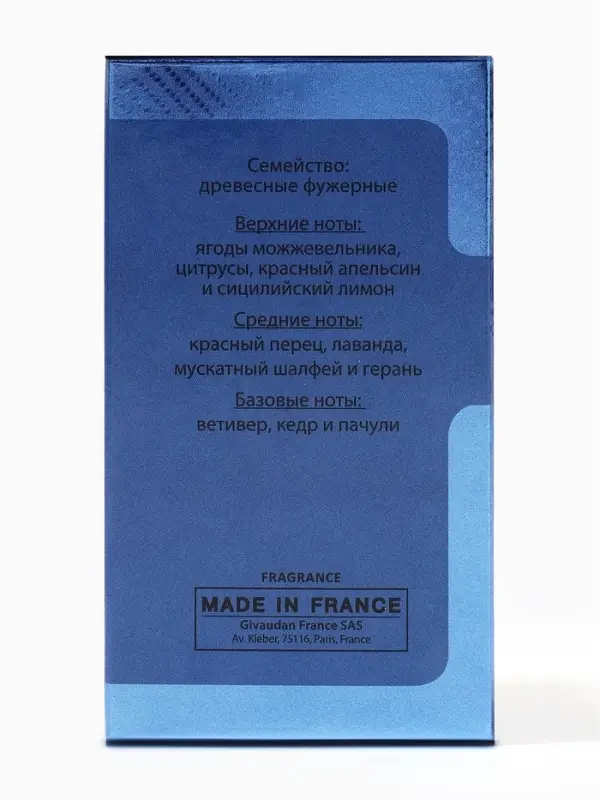 Семейство:
древесные фужерные
Верхние ноты:
ягоды можжевельника,
цитрусы, красный апельсин
и сицилийский лимон
Средние ноты:
красный перец, лаванда,
мускатный шалфей и герань
Базовые ноты:
ветивер, кедр и пачули
FRAGRANCE
MADE IN FRANCE
Givaudan France SAS
Av. Kleber, 75116, Paris, France